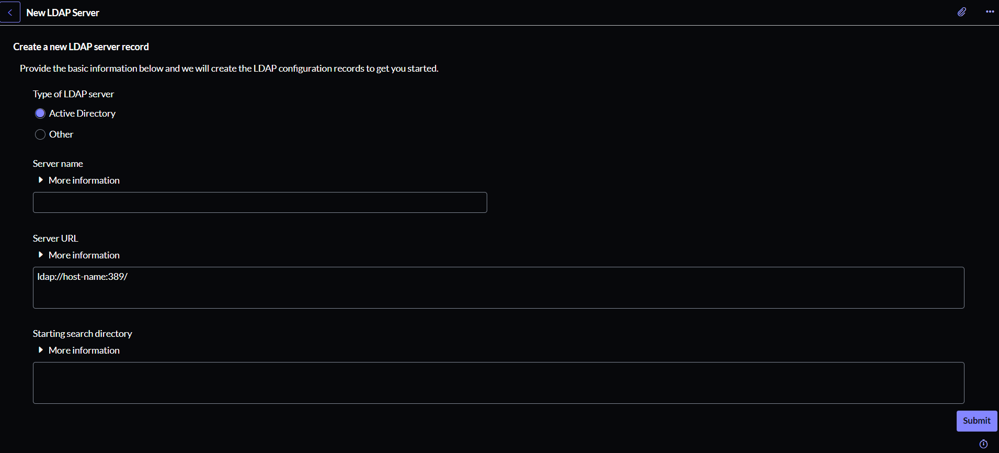 New LDAP Server
Create a new LDAP server record
Provide the basic information below and we will create the LDAP configuration records to get you started.
Type of LDAP server
Active Directory
Other
Server name
More information
Server URL
More information
ldap://host-name:389/
Starting search directory
More information
Submit